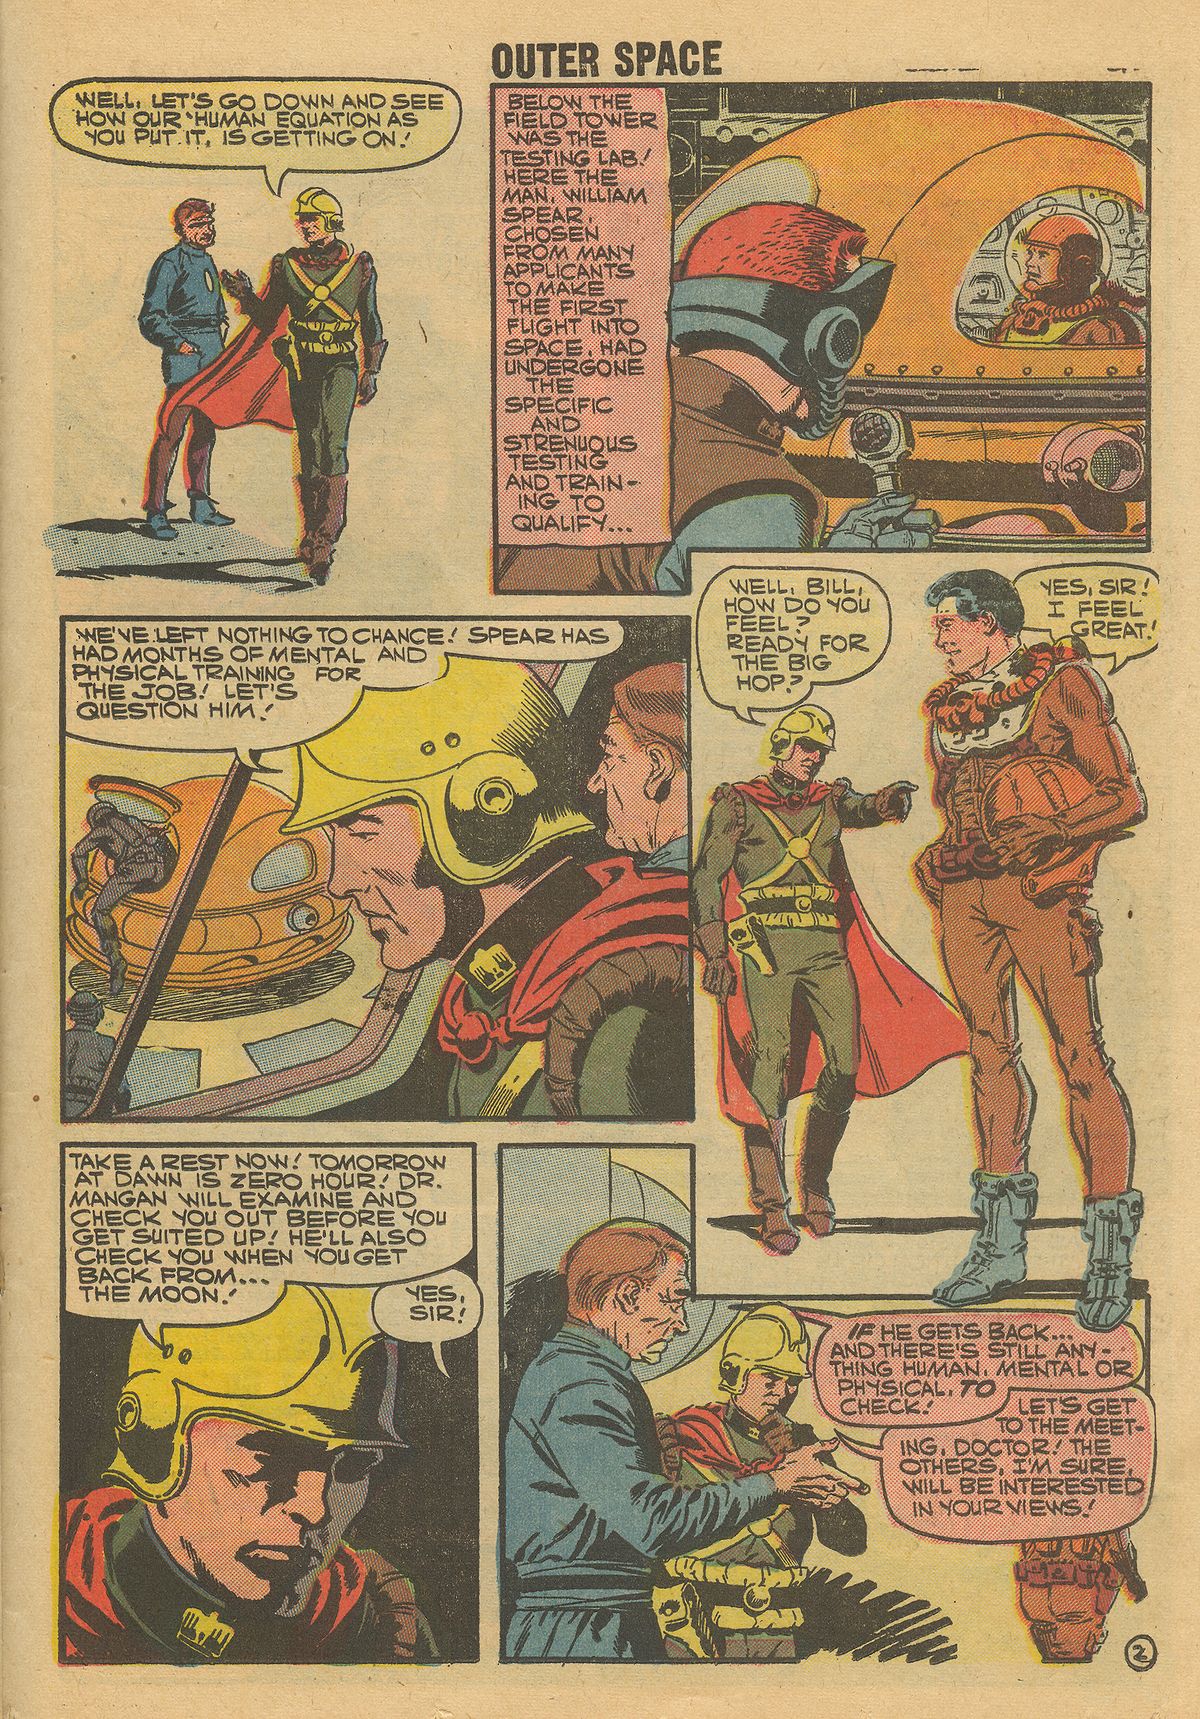 OUTER SPACE
WELL, LET'S GO DOWN AND SEE
HOW OUR "HUMAN EQUATION AS
YOU PUT IT, IS GETTING ON!
BELOW THE
FIELD TOWER
WAS THE
TESTING LAB!
HERE THE
MAN, WILLIAM
SPEAR,
CHOSEN
FROM MANY
APPLICANTS
TO MAKE
THE FIRST
FLIGHT INTO
SPACE, HAD
UNDERGONE
THE
SPECIFIC
AND
STRENUOUS
TESTING
AND TRAIN-
ING TO
QUALIFY...
WE'VE LEFT NOTHING TO CHANCE! SPEAR HAS
HAD MONTHS OF MENTAL AND
PHYSICAL TRAINING FOR
THE JOB! LET'S
QUESTION HIM!
WELL, BILL,
HOW DO YOU
FEEL?
READY FOR
THE BIG
HOP?
YES, SIR!
I FEEL
GREAT!
TAKE A REST NOW! TOMORROW
AT DAWN IS ZERO HOUR! DR.
MANGAN WILL EXAMINE AND
CHECK YOU OUT BEFORE YOU
GET SUITED UP! HE'LL ALSO
CHECK YOU WHEN YOU GET
BACK FROM...
THE MOON!
YES,
SIR!
IF HE GETS BACK...
AND THERE'S STILL ANY-
THING HUMAN, MENTAL OR
PHYSICAL, TO
CHECK!
LET'S GET
TO THE MEET-
ING, DOCTOR! THE
OTHERS, I'M SURE,
WILL BE INTERESTED
IN YOUR VIEWS!
2